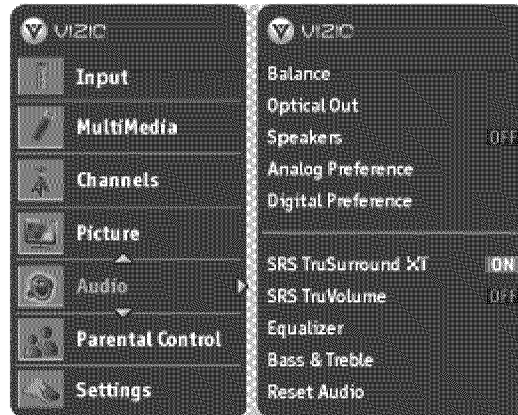 VIZIO
Input
MultiMedia
Channels
Picture
Audio
Parental Control
Settings
VIZIO
Balance
Optical Out
Speakers OFF
Analog Preference
Digital Preference
SRS TruSurround XT ON
SRS TruVolume OFF
Equalizer
Bass & Treble
Reset Audio